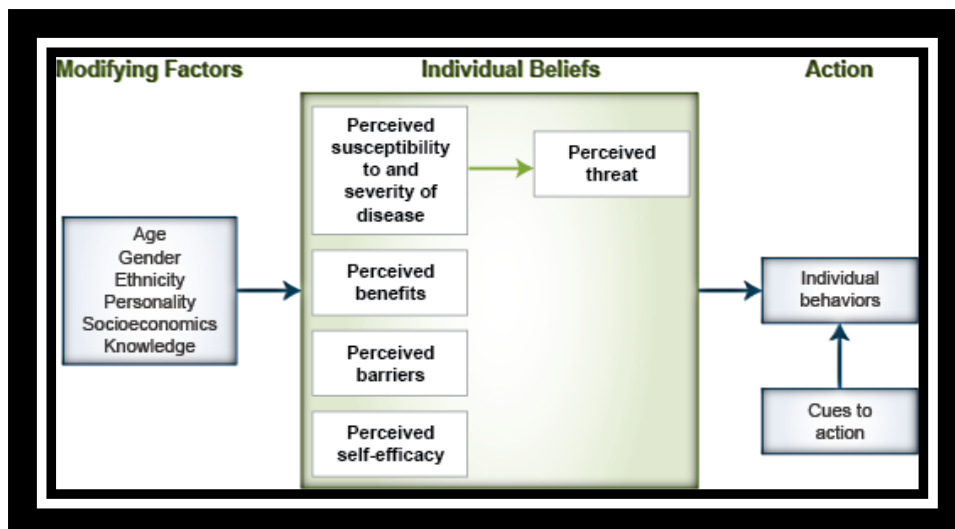 Modifying Factors
Individual Beliefs
Action
Age
Gender
Ethnicity
Personality
Socioeconomics
Knowledge
Perceived
susceptibility
to and
severity of
disease
Perceived
threat
Perceived
benefits
Perceived
barriers
Perceived
self-efficacy
Individual
behaviors
Cues to
action